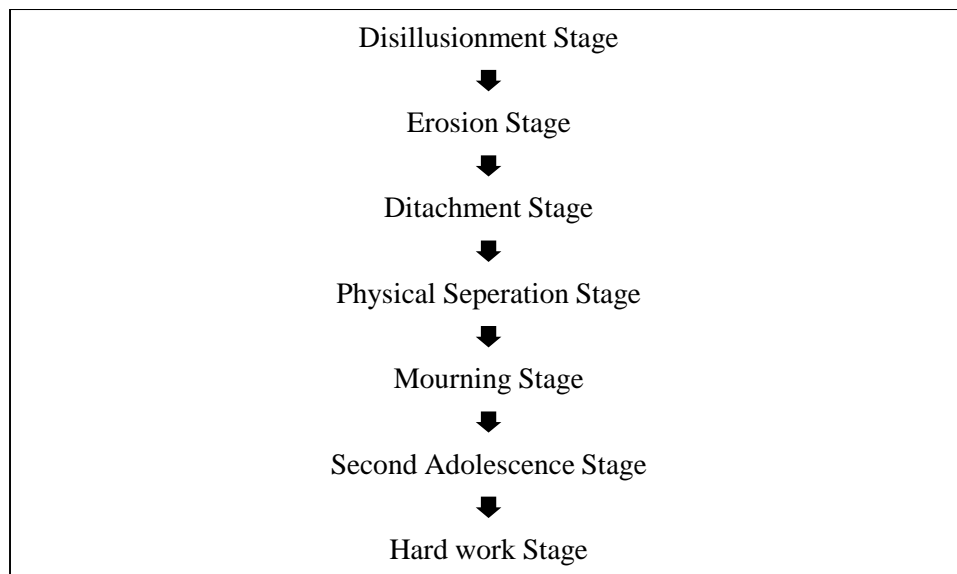 Disillusionment Stage
Erosion Stage
Ditachment Stage
Physical Seperation Stage
Mourning Stage
Second Adolescence Stage
Hard work Stage